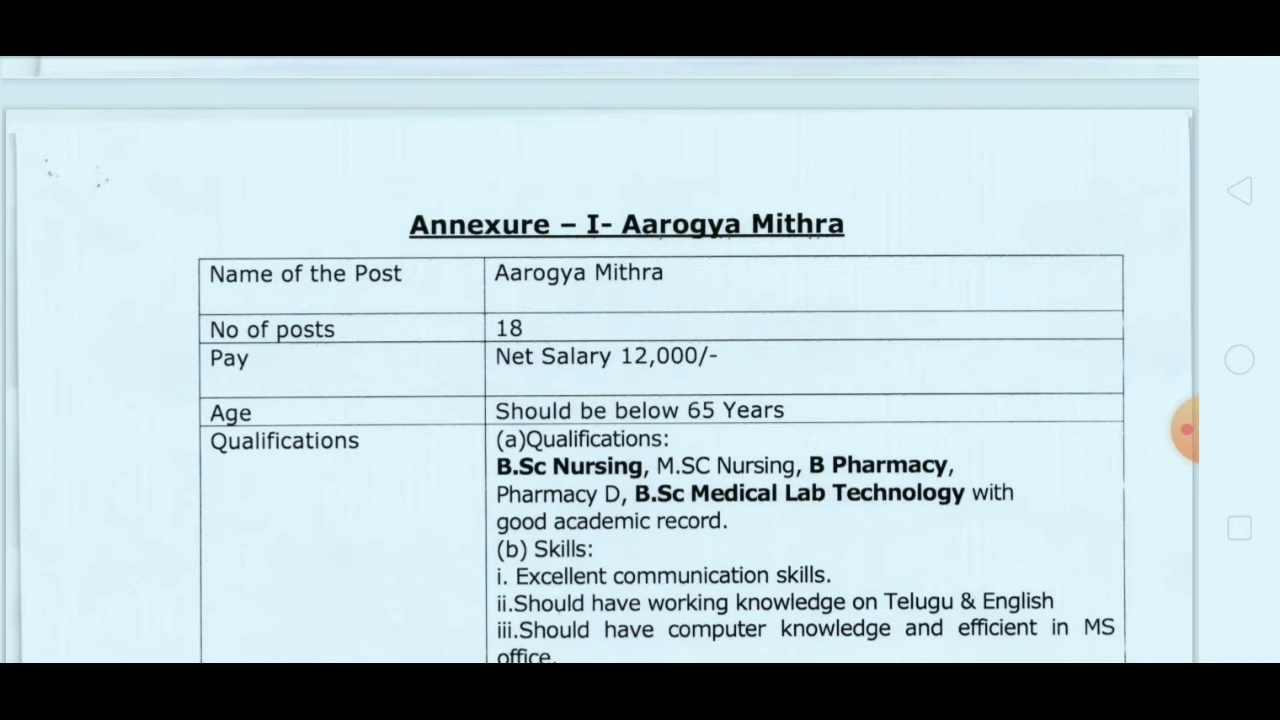 Annexure – I- Aarogya Mithra
Name of the Post
Aarogya Mithra
No of posts
18
Pay
Net Salary 12,000/-
Age
Should be below 65 Years
Qualifications
(a)Qualifications:
B.Sc Nursing, M.SC Nursing, B Pharmacy,
Pharmacy D, B.Sc Medical Lab Technology with
good academic record.
(b) Skills:
i. Excellent communication skills.
ii.Should have working knowledge on Telugu & English
iii.Should have computer knowledge and efficient in MS
office.